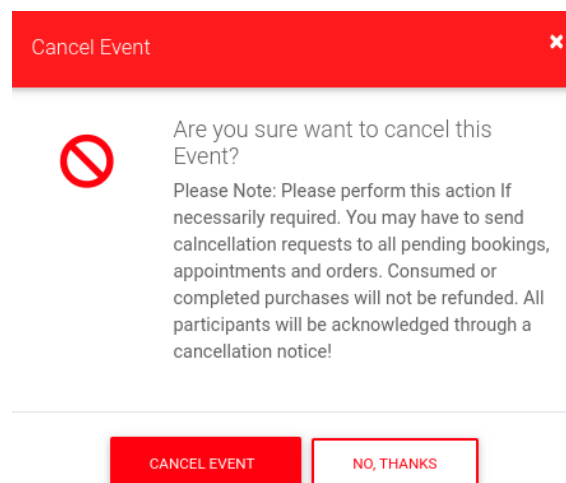 Cancel Event
Are you sure want to cancel this
Event?
Please Note: Please perform this action If
necessarily required. You may have to send
calncellation requests to all pending bookings,
appointments and orders. Consumed or
completed purchases will not be refunded. All
participants will be acknowledged through a
cancellation notice!
CANCEL EVENT
NO, THANKS